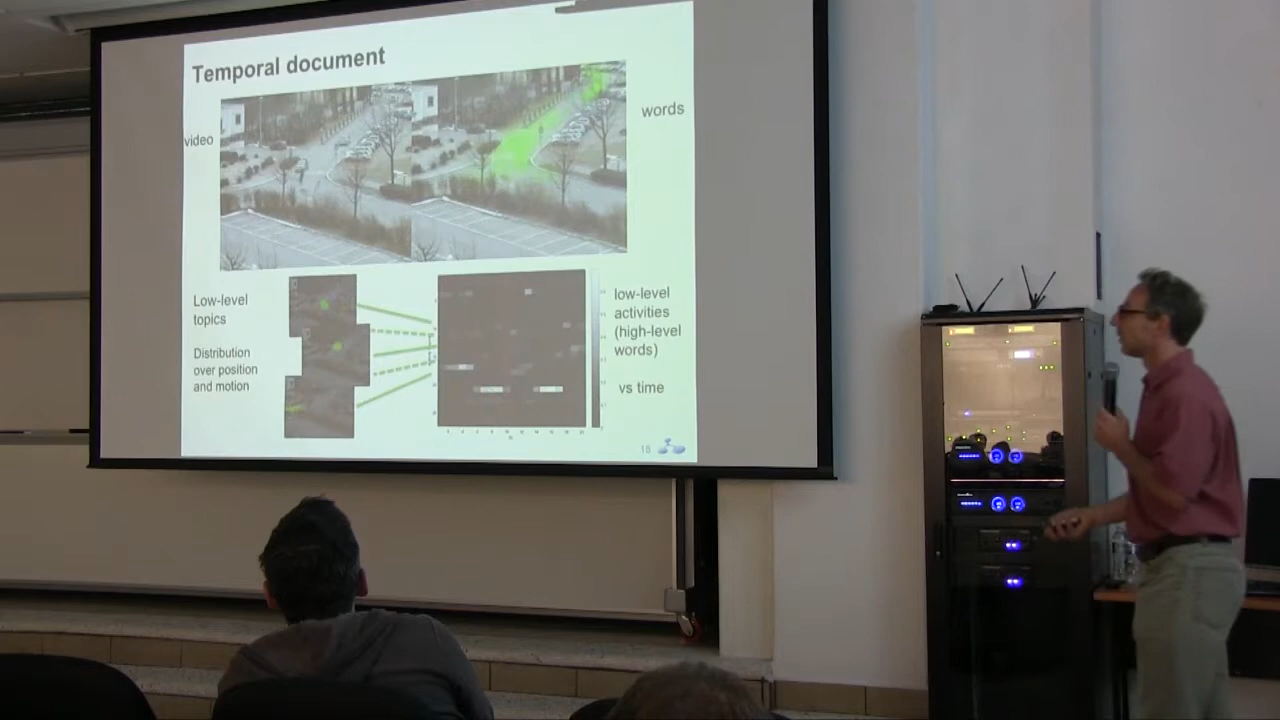 Temporal document
video
words
Low-level
topics
Distribution
over position
and motion
low-level
activities
(high-level
words)
vs time
18